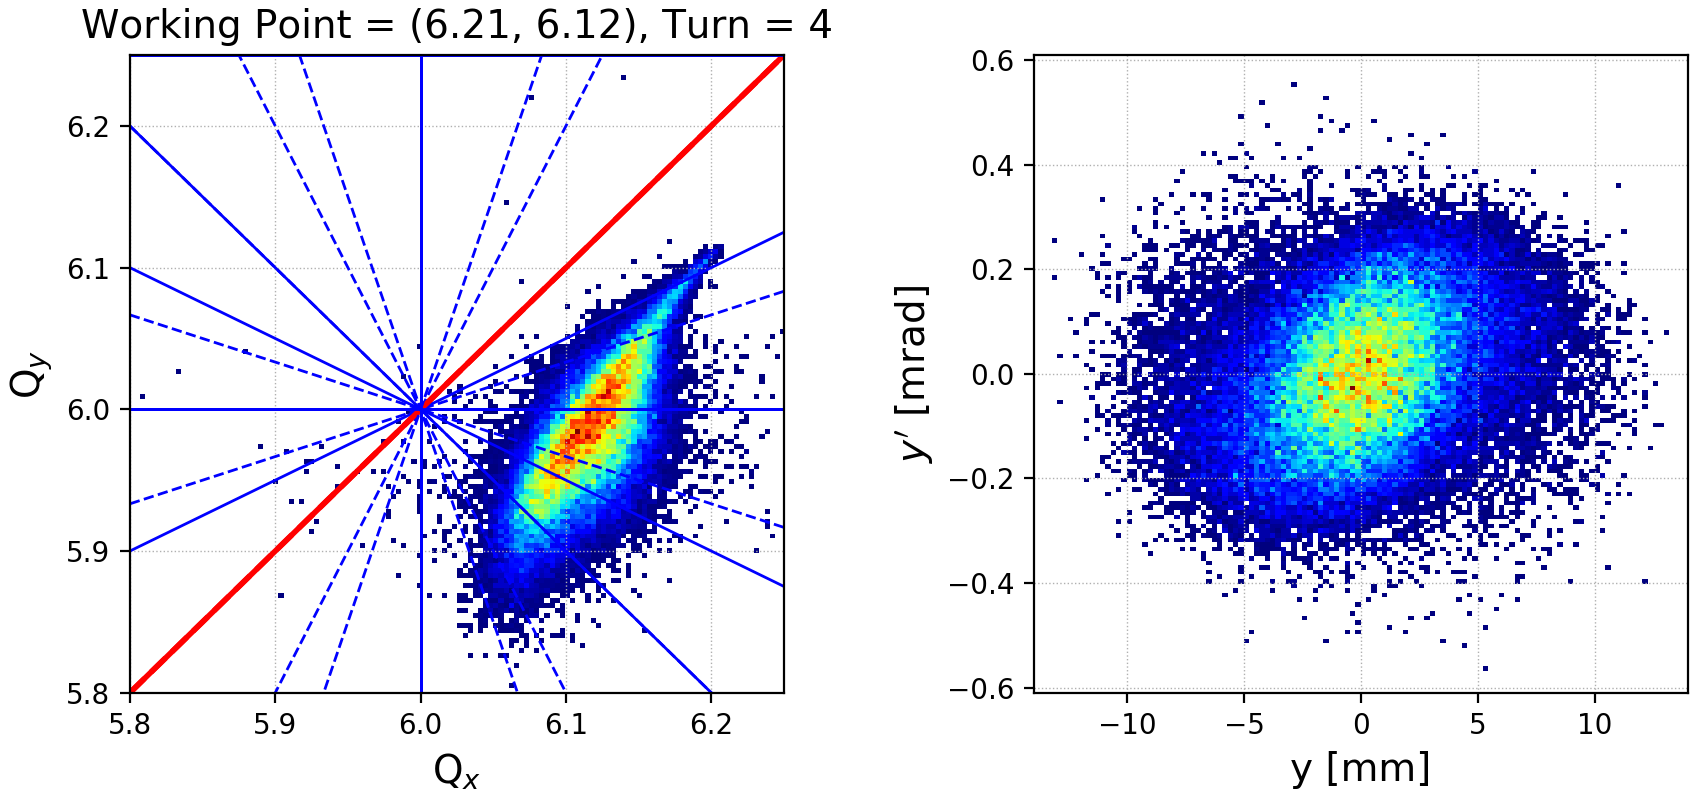 Working Point = (6.21, 6.12), Turn = 4
6.2
6.1
6.0
5.9
5.8
5.8 5.9 6.0 6.1 6.2
Qy
Qx
0.6
0.4
0.2
0.0
−0.2
−0.4
−0.6
−10 −5 0 5 10
y′ [mrad]
y [mm]